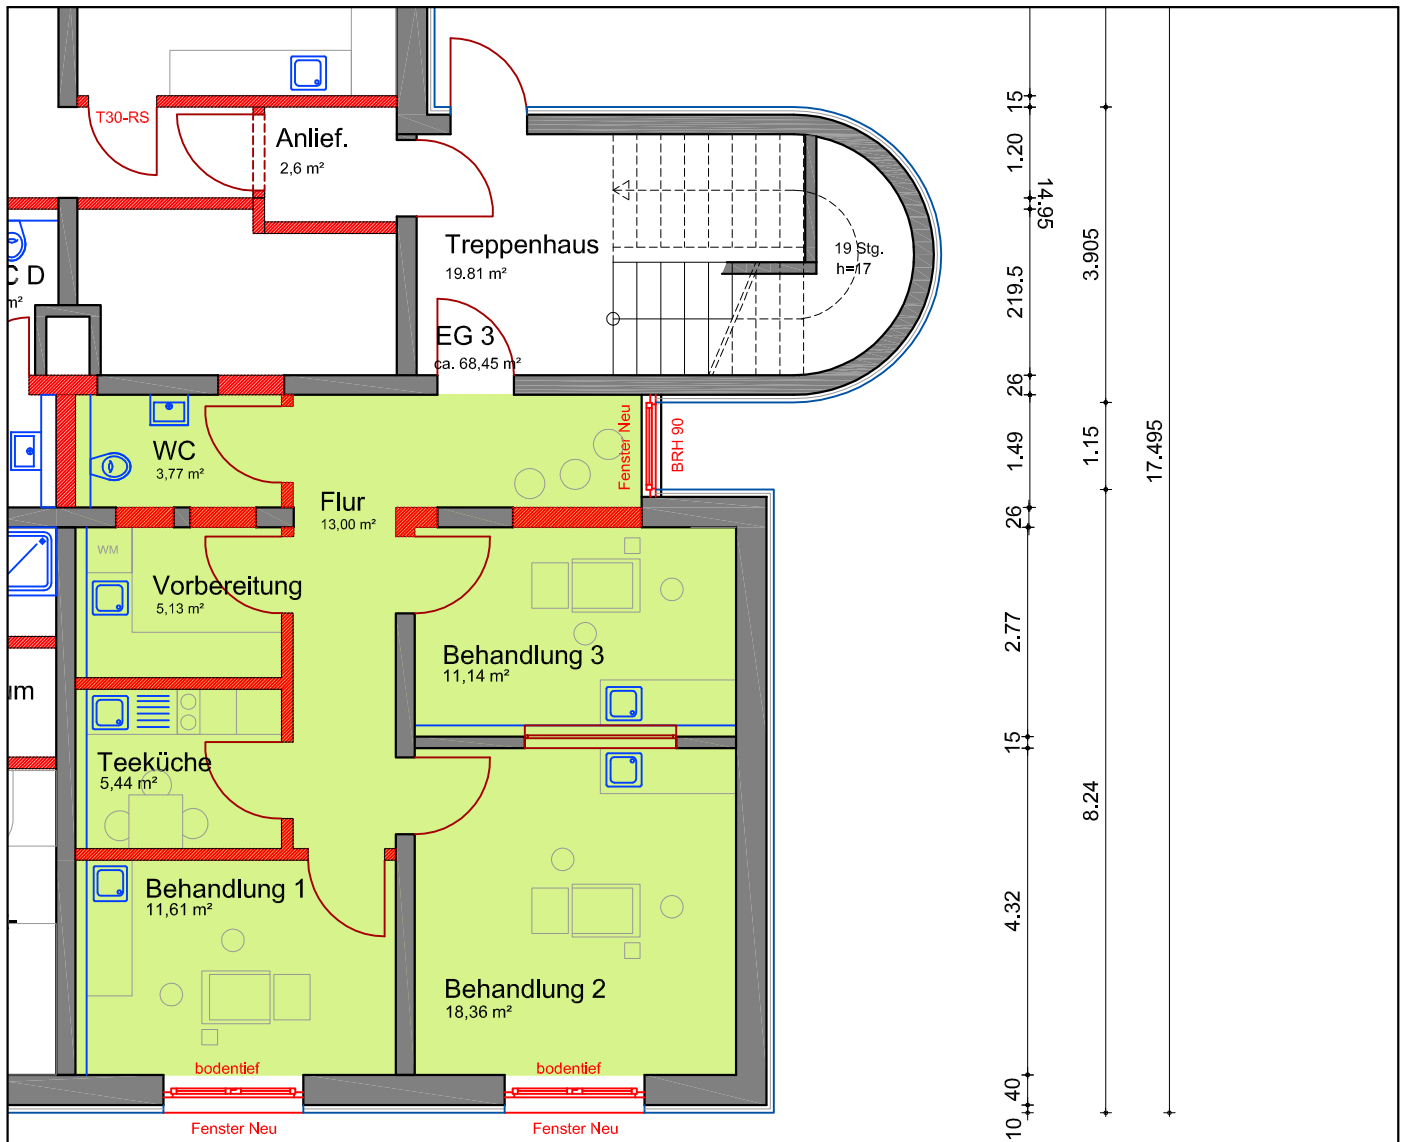 T30-RS
Anlief.
2,6 m²
Treppenhaus
19.81 m²
19 Stg.
h=17
C D
m²
EG 3
ca. 68,45 m²
WC
3,77 m²
Flur
13,00 m²
Fenster Neu
BRH 90
WM
Vorbereitung
5,13 m²
Behandlung 3
11,14 m²
um
Teeküche
5,44 m²
Behandlung 1
11,61 m²
Behandlung 2
18,36 m²
bodentief
bodentief
Fenster Neu
Fenster Neu
15
1.20
14.95
219.5
26
1.49
26
2.77
15
4.32
40
10
3.905
1.15
8.24
17.495